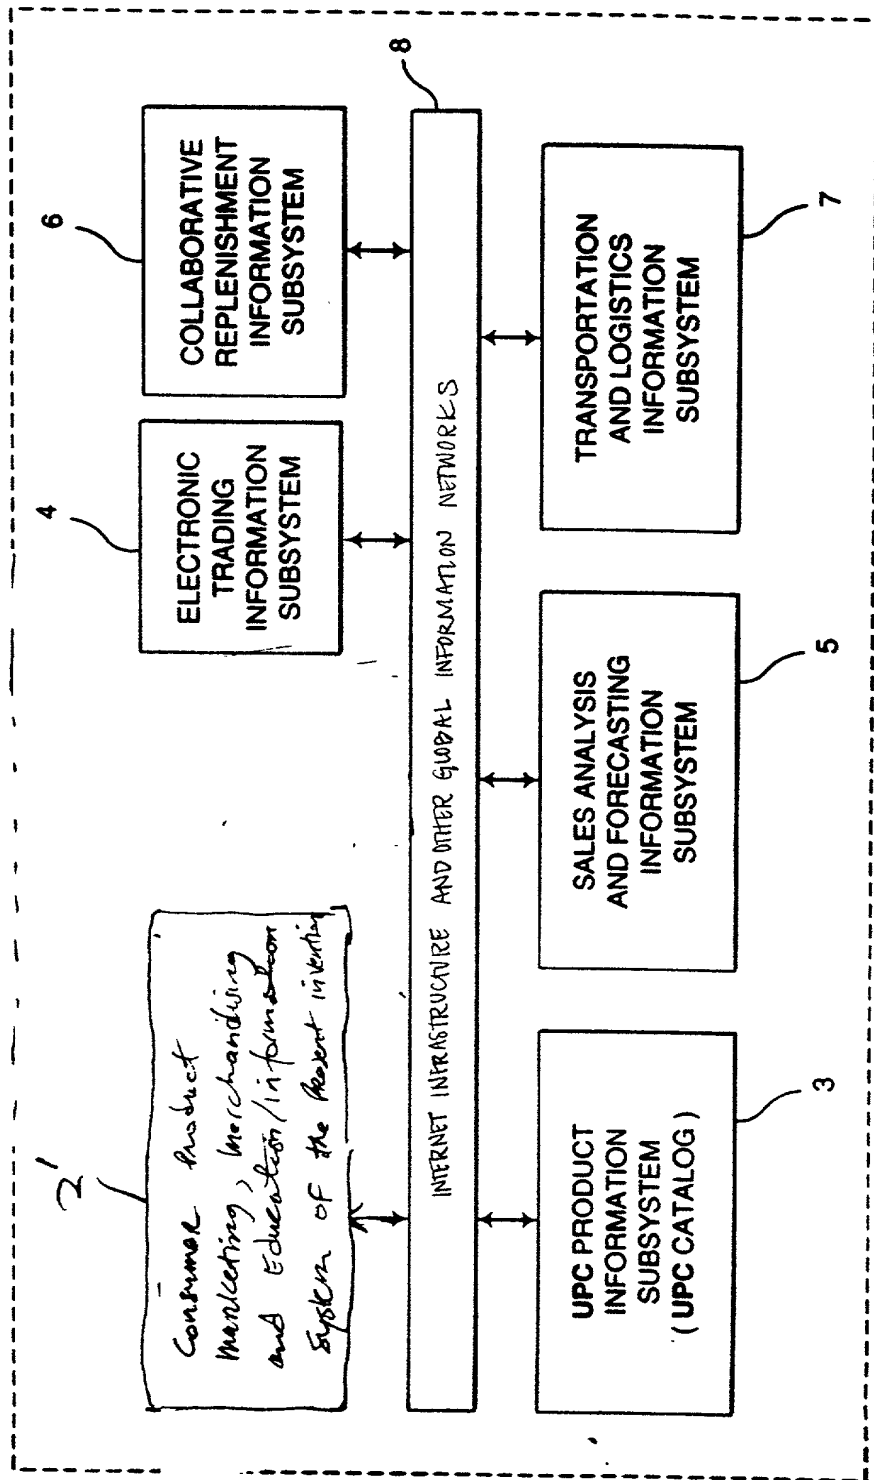 2'
Consumer Product
Marketing, Merchandising
and Education/information
System of the Present invention
4
ELECTRONIC
TRADING
INFORMATION
SUBSYSTEM
6
COLLABORATIVE
REPLENISHMENT
INFORMATION
SUBSYSTEM
8
INTERNET INFRASTRUCTURE AND OTHER GLOBAL INFORMATION NETWORKS
UPC PRODUCT
INFORMATION
SUBSYSTEM
( UPC CATALOG )
3
SALES ANALYSIS
AND FORECASTING
INFORMATION
SUBSYSTEM
5
TRANSPORTATION
AND LOGISTICS
INFORMATION
SUBSYSTEM
7